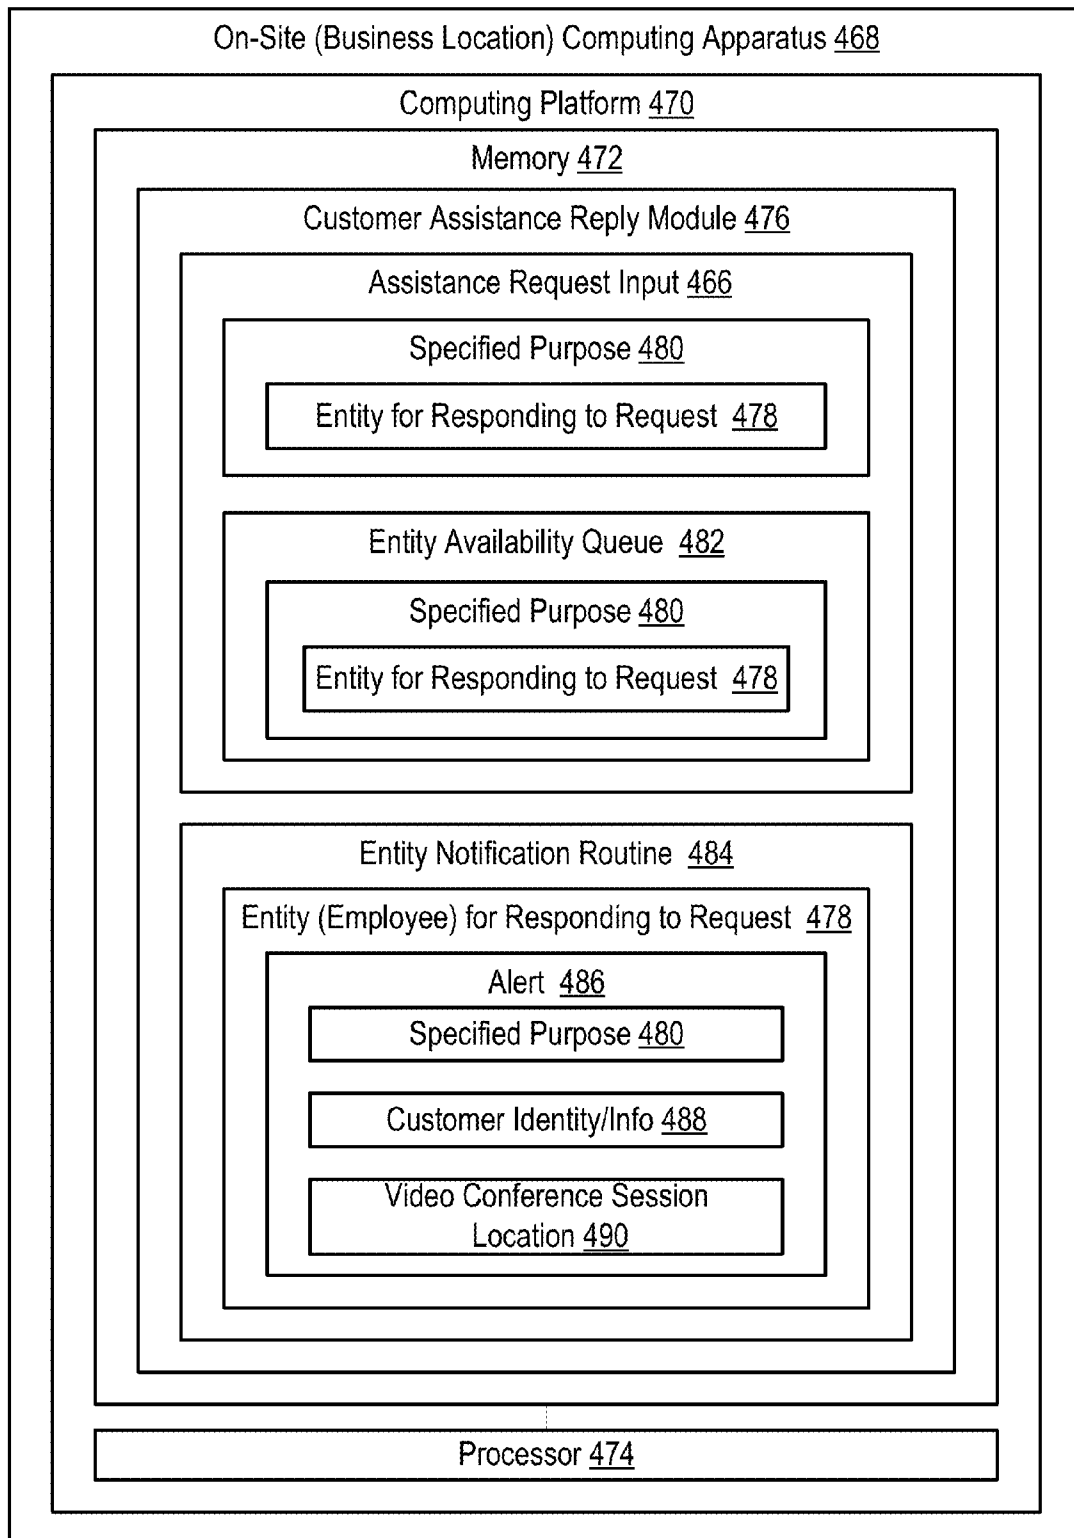 On-Site (Business Location) Computing Apparatus 468
Computing Platform 470
Memory 472
Customer Assistance Reply Module 476
Assistance Request Input 466
Specified Purpose 480
Entity for Responding to Request 478
Entity Availability Queue 482
Specified Purpose 480
Entity for Responding to Request 478
Entity Notification Routine 484
Entity (Employee) for Responding to Request 478
Alert 486
Specified Purpose 480
Customer Identity/Info 488
Video Conference Session
Location 490
Processor 474